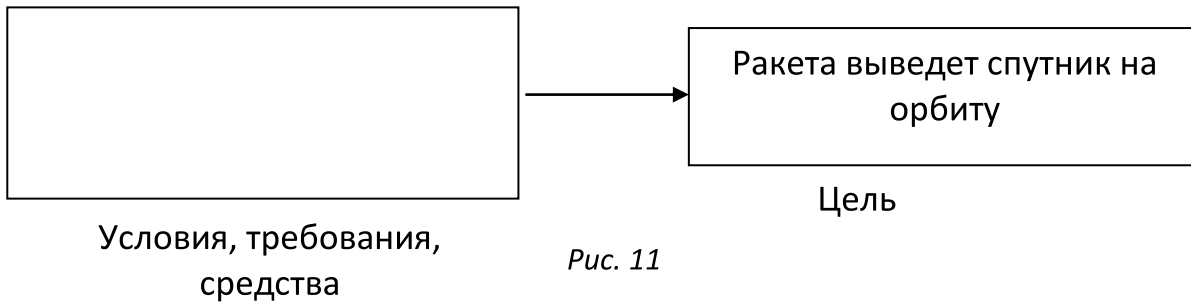 Ракета выведет спутник на
орбиту
Цель
Условия, требования,
средства
Рис. 11